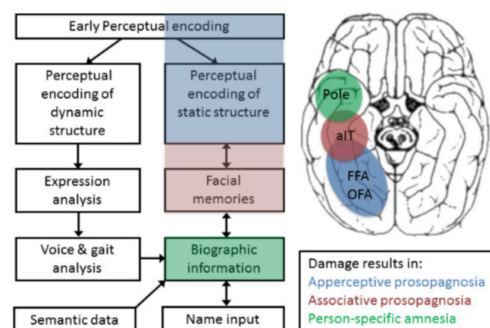 Early Perceptual encoding
Perceptual
encoding of
dynamic
structure
Perceptual
encoding of
static structure
Expression
analysis
Facial
memories
Voice & gait
analysis
Biographic
information
Semantic data
Name input
Pole
aIT
FFA
OFA
Damage results in:
Apperceptive prosopagnosia
Associative prosopagnosia
Person-specific amnesia